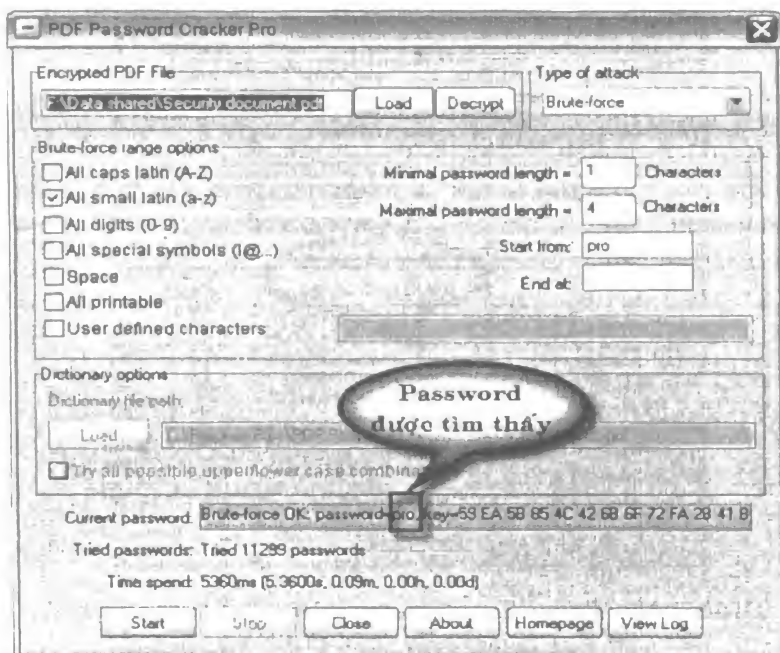 PDF Password Cracker Pro
Encrypted PDF File
F:\Data shared\Security document.pdf
Load
Decrypt
Type of attack
Brute-force
Brute-force range options
All caps latin (A-Z)
All small latin (a-z)
All digits (0-9)
All special symbols (!@...)
Space
All printable
User defined characters
Minimal password length = 1 Characters
Maximal password length = 4 Characters
Start from: pro
End at:
Dictionary options
Dictionary file path:
Load
Try all possible upper/lower case combina
Password
được tìm thấy
Current password: Brute-force OK: password=pro, key=59 EA 5B 85 4C 42 6B 6F 72 FA 2B 41 B
Tried passwords: Tried 11299 passwords
Time spend: 5360ms (5.3600s, 0.09m, 0.00h, 0.00d)
Start
Stop
Close
About
Homepage
View Log